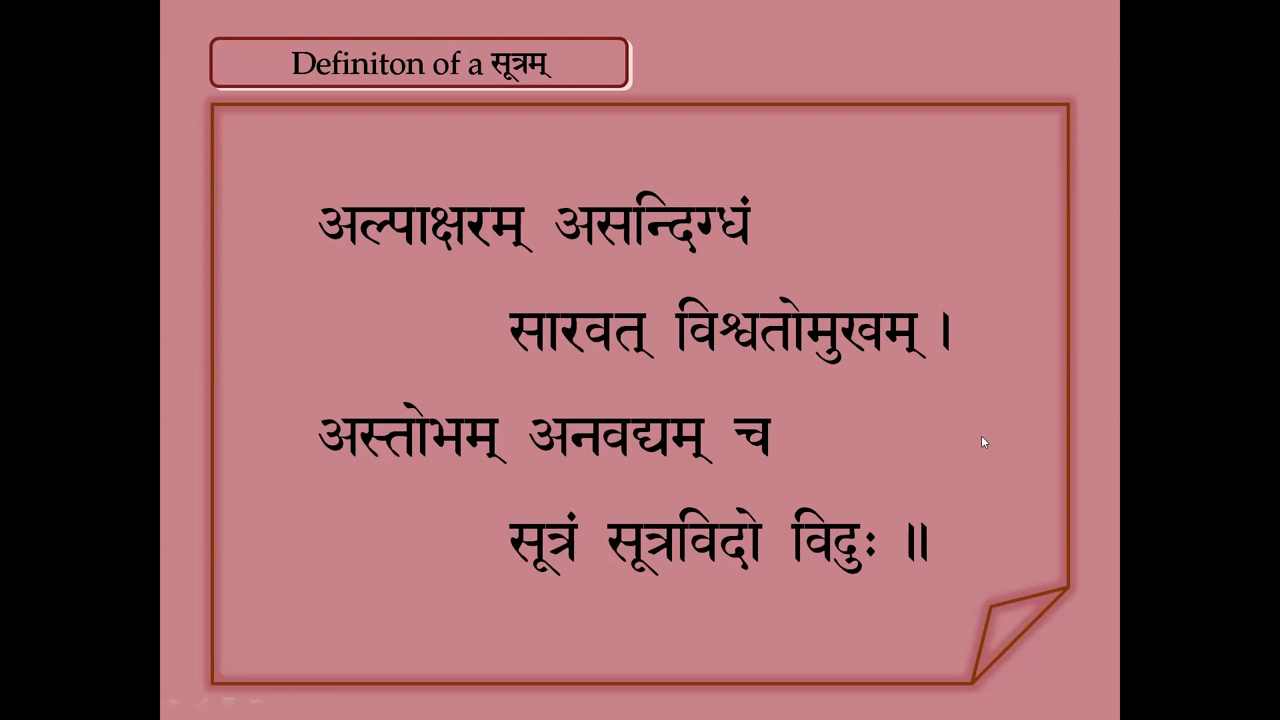 Definiton of a सूत्रम्
अल्पाक्षरम् असन्दिग्धं
सारवत् विश्वतोमुखम् ।
अस्तोभम् अनवद्यम् च
सूत्रं सूत्रविदो विदुः ॥